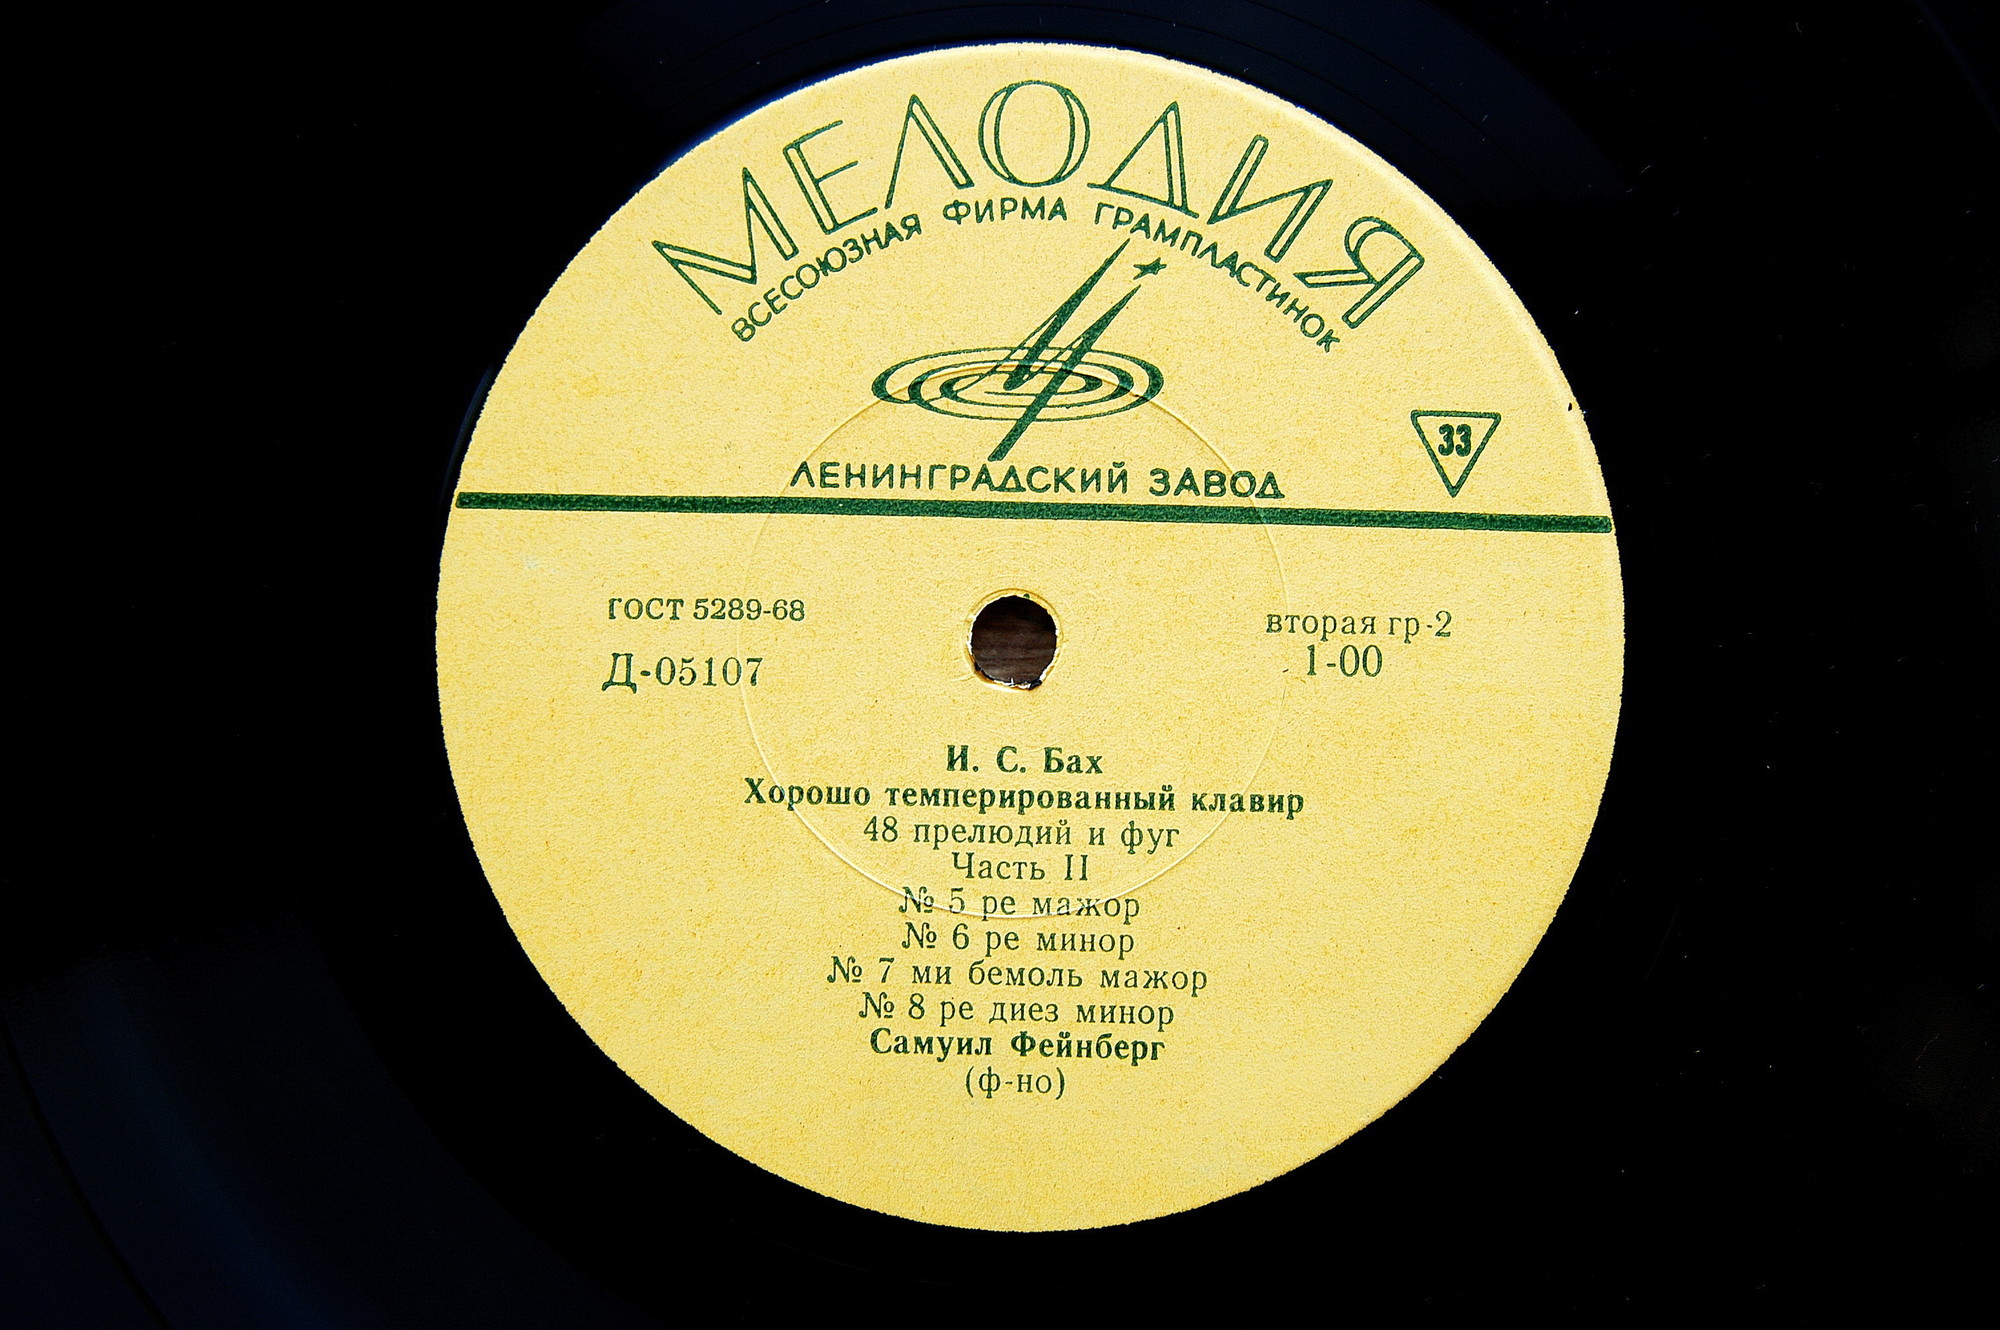 МЕЛОДИЯ
ВСЕСОЮЗНАЯ ФИРМА ГРАМПЛАСТИНОК
33
ЛЕНИНГРАДСКИЙ ЗАВОД
ГОСТ 5289-68
вторая гр-2
Д-05107
1-00
И. С. Бах
Хорошо темперированный клавир
48 прелюдий и фуг
Часть II
№ 5 ре мажор
№ 6 ре минор
№ 7 ми бемоль мажор
№ 8 ре диез минор
Самуил Фейнберг
(ф-но)